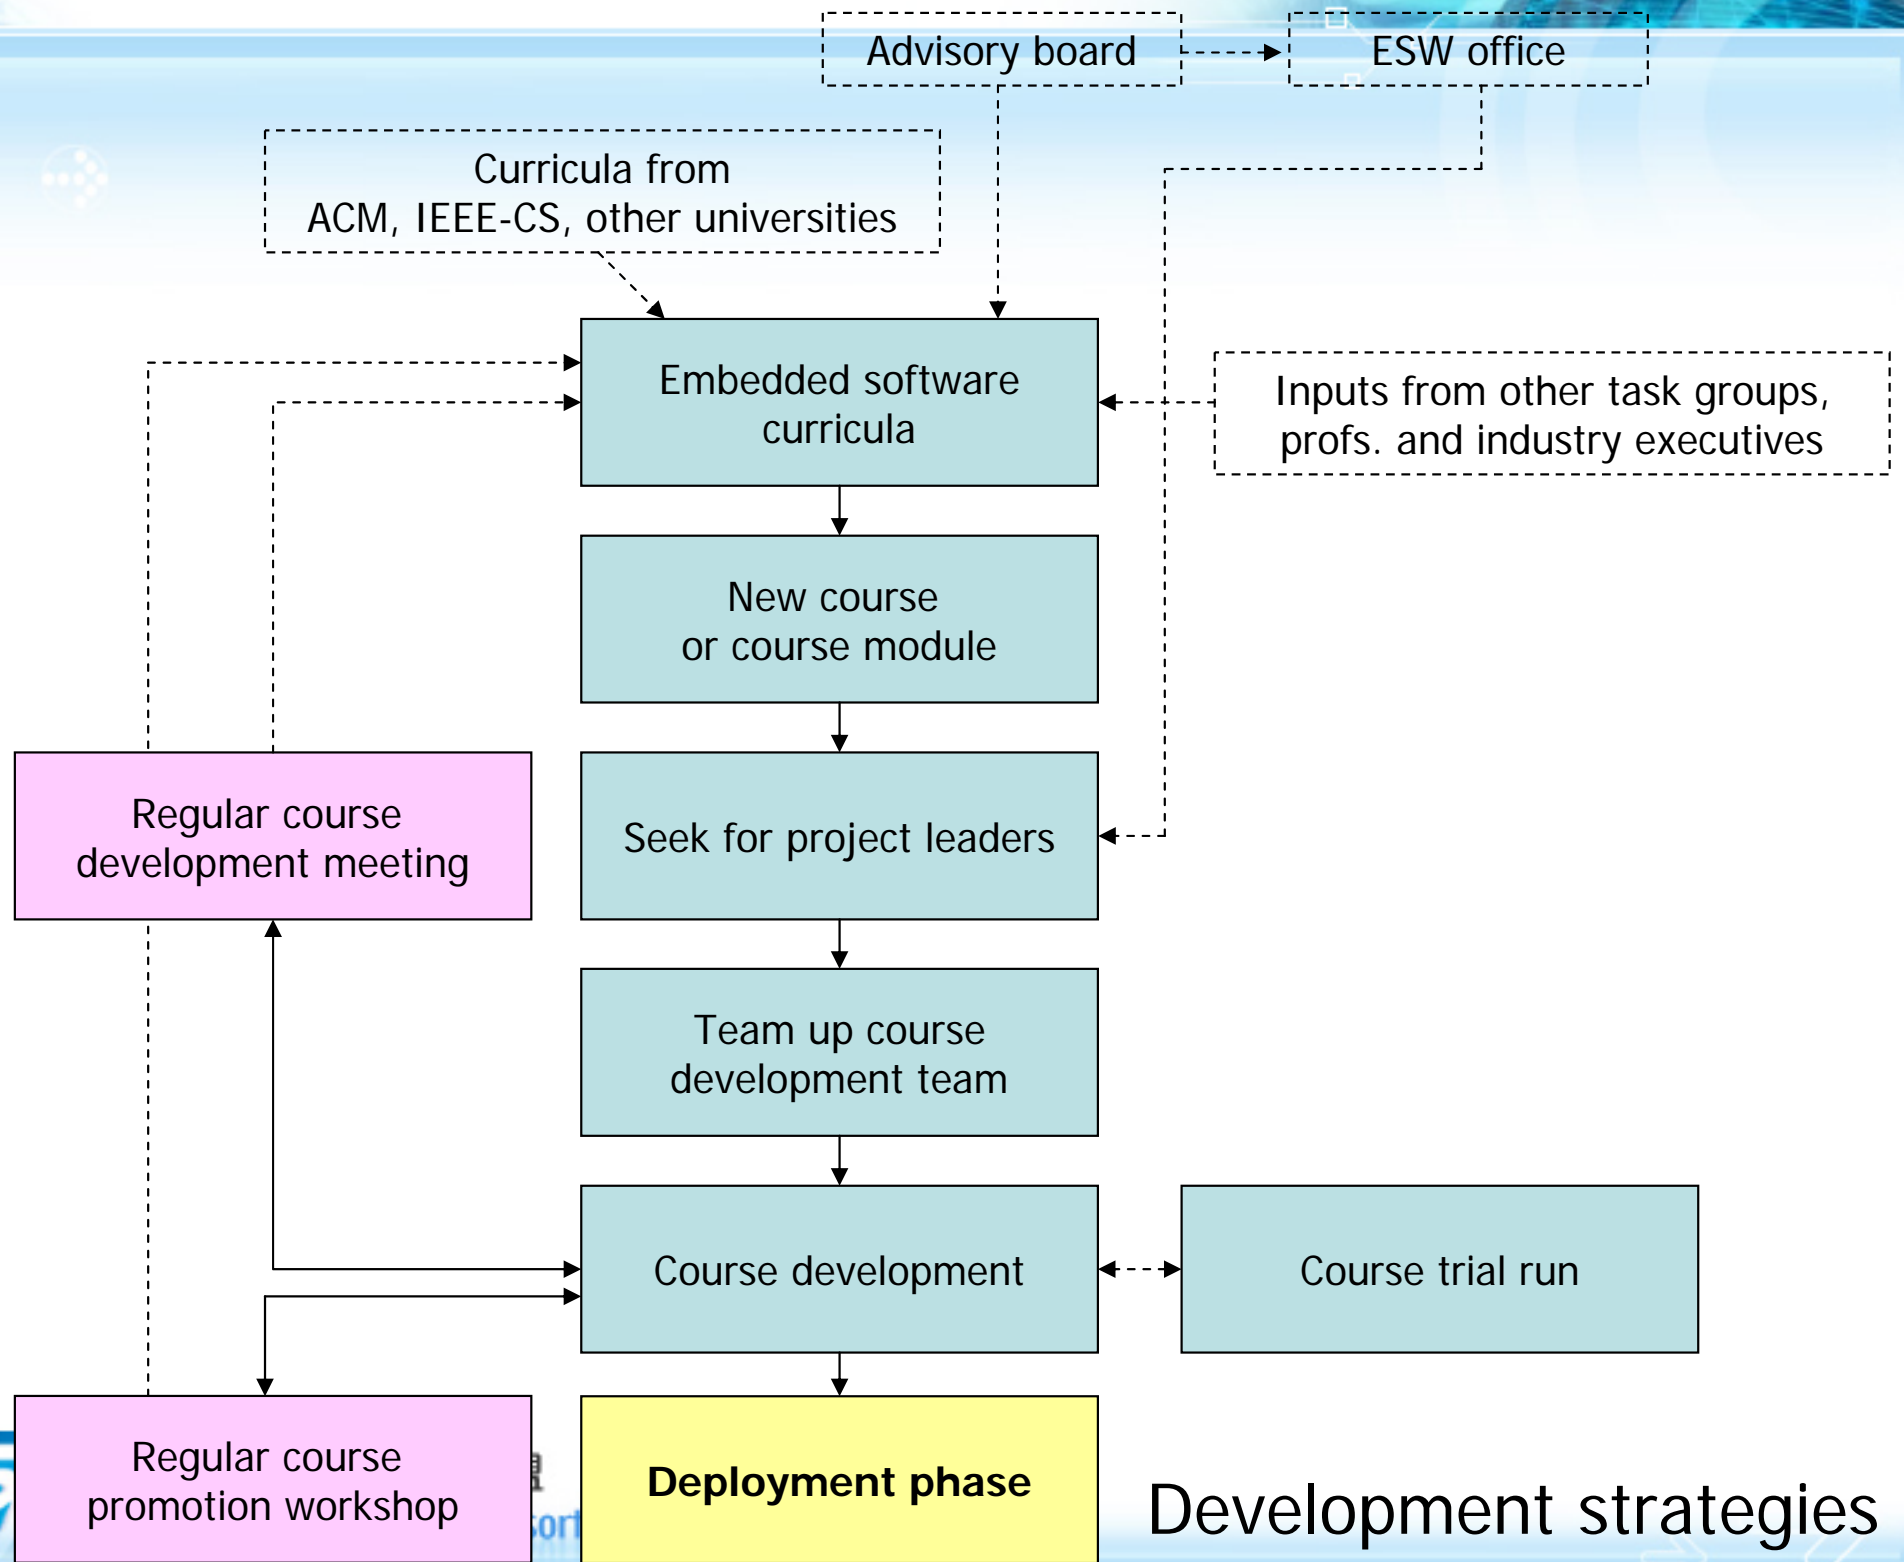 Advisory board
ESW office
Curricula from
ACM, IEEE-CS, other universities
Embedded software
curricula
Inputs from other task groups,
profs. and industry executives
New course
or course module
Regular course
development meeting
Seek for project leaders
Team up course
development team
Course development
Course trial run
Regular course
promotion workshop
Deployment phase
Development strategies